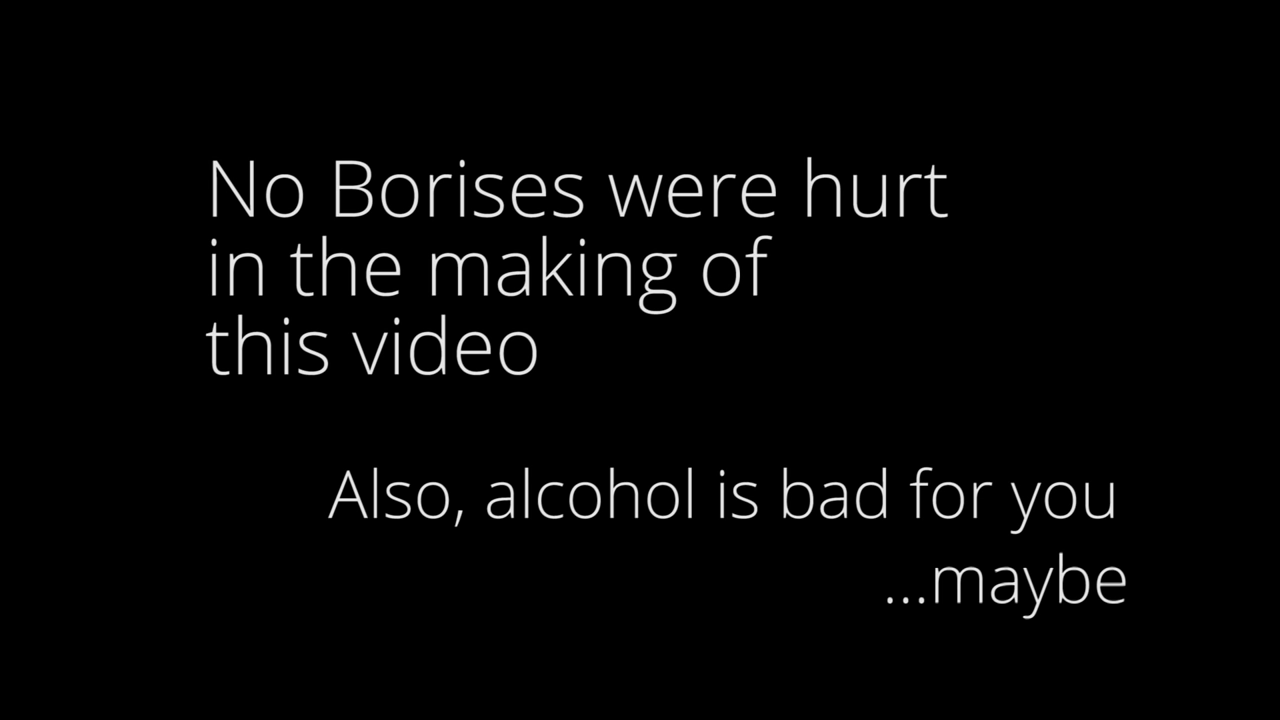 No Borises were hurt
in the making of
this video
Also, alcohol is bad for you
...maybe